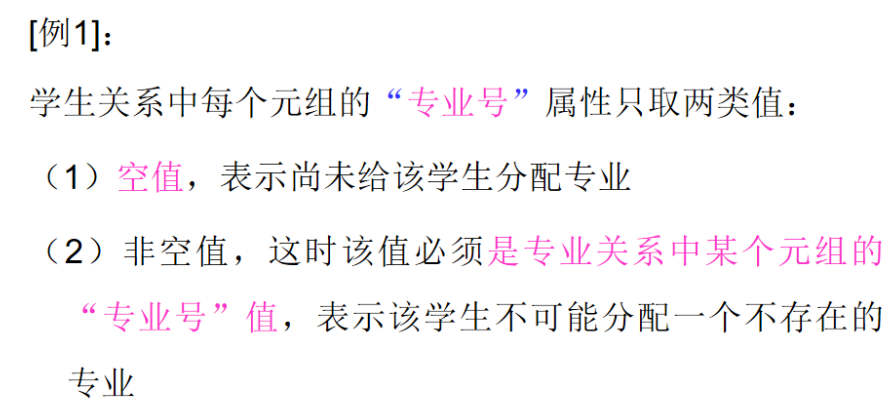 [例1]：
学生关系中每个元组的“专业号”属性只取两类值：
（1）空值，表示尚未给该学生分配专业
（2）非空值，这时该值必须是专业关系中某个元组的
“专业号”值，表示该学生不可能分配一个不存在的
专业